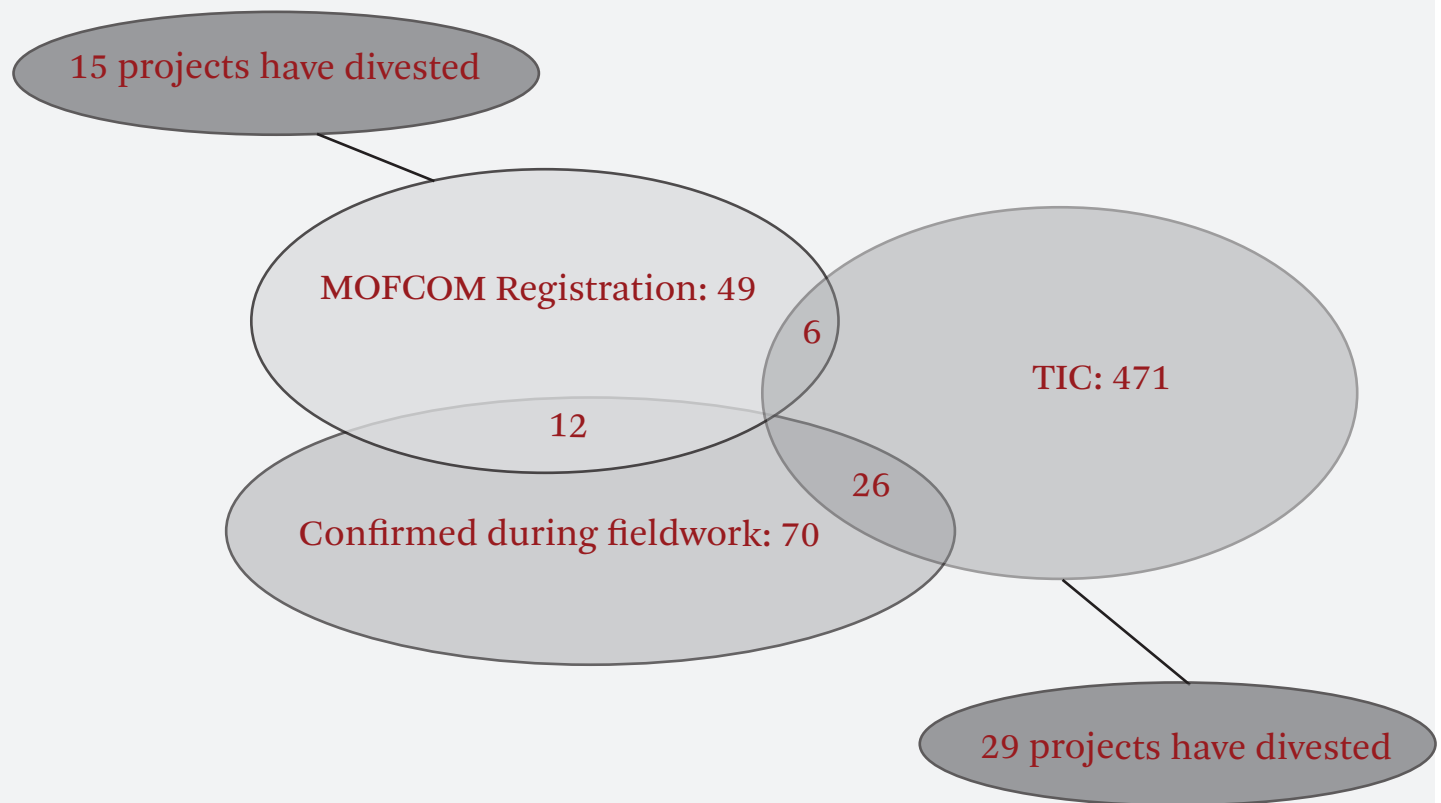 15 projects have divested
MOFCOM Registration: 49
6
TIC: 471
12
26
Confirmed during fieldwork: 70
29 projects have divested